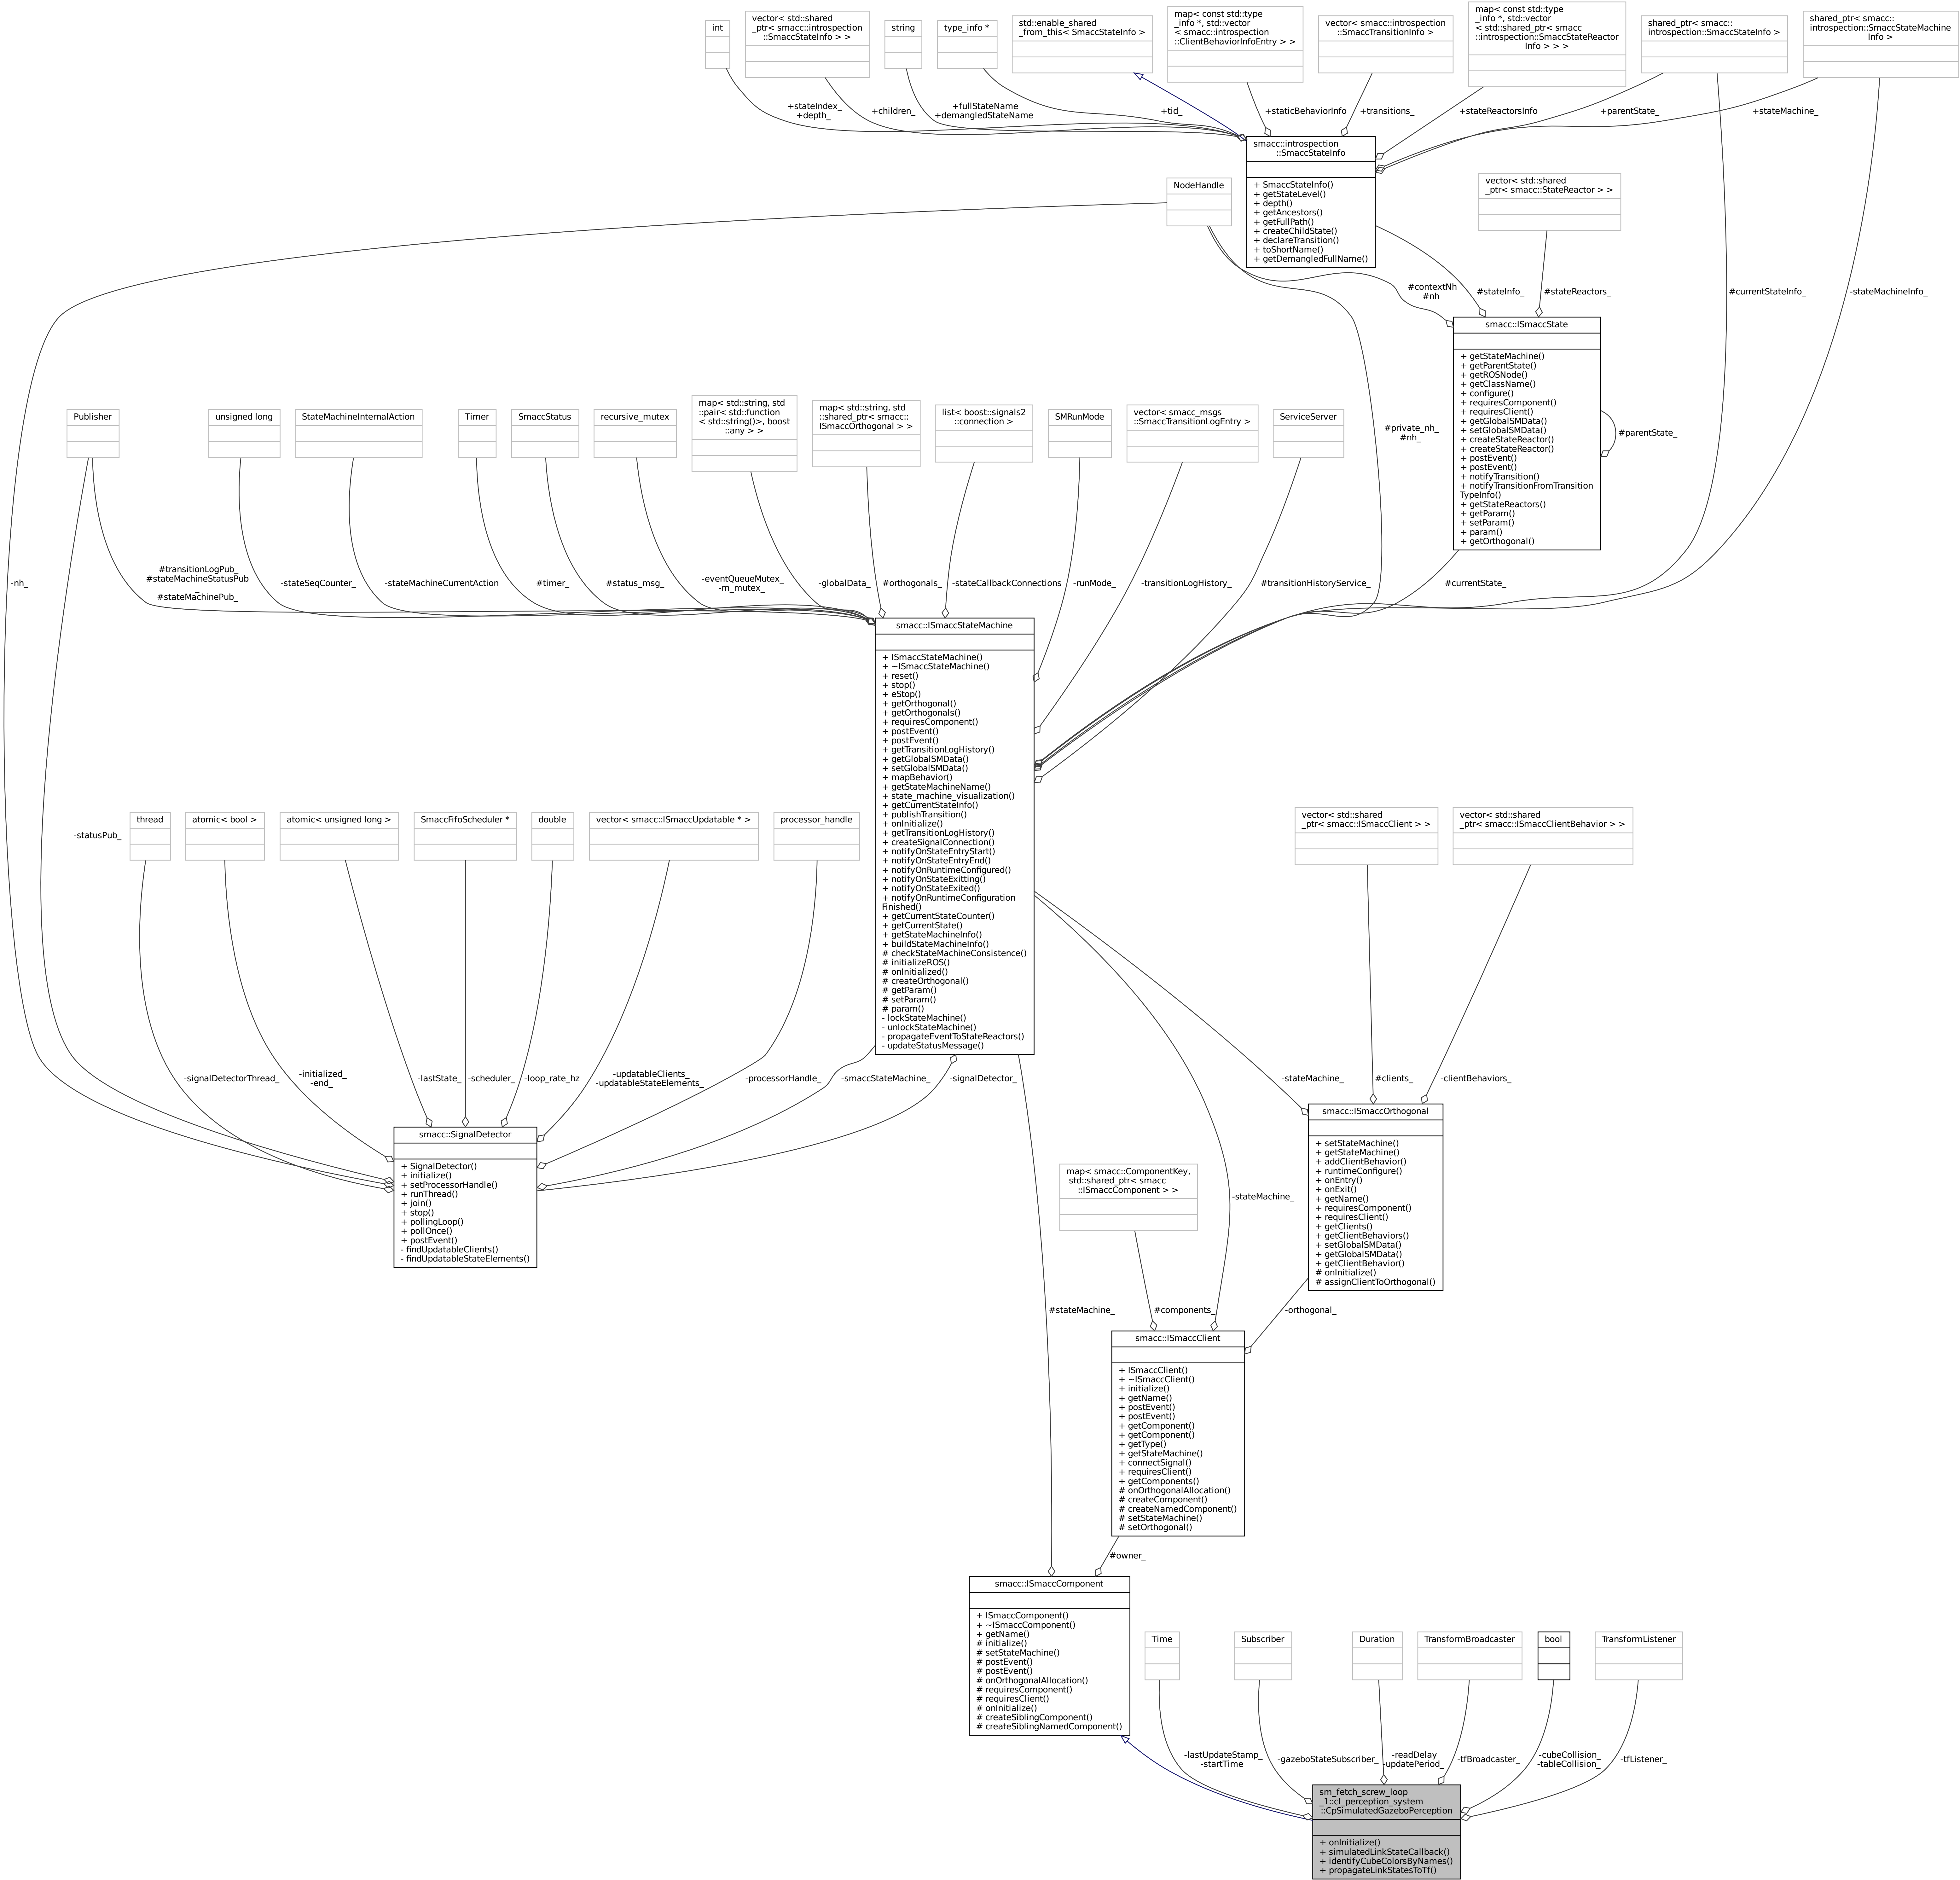 int
vector< std::shared
_ptr< smacc::introspection
::SmaccStateInfo > >
string
type_info *
std::enable_shared
_from_this< SmaccStateInfo >
map< const std::type
_info *, std::vector
< smacc::introspection
::ClientBehaviorInfoEntry > >
vector< smacc::introspection
::SmaccTransitionInfo >
map< const std::type
_info *, std::vector
< std::shared_ptr< smacc
::introspection::SmaccStateReactor
Info > > >
shared_ptr< smacc::
introspection::SmaccStateInfo >
shared_ptr< smacc::
introspection::SmaccStateMachine
Info >
+stateIndex_
+depth_
+children_
+fullStateName
+demangledStateName
+tid_
+staticBehaviorInfo
+transitions_
+stateReactorsInfo
+parentState_
+stateMachine_
smacc::introspection
::SmaccStateInfo
+ SmaccStateInfo()
+ getStateLevel()
+ depth()
+ getAncestors()
+ getFullPath()
+ createChildState()
+ declareTransition()
+ toShortName()
+ getDemangledFullName()
NodeHandle
vector< std::shared
_ptr< smacc::StateReactor > >
#contextNh
#nh
#stateInfo_
#stateReactors_
#currentStateInfo_
-stateMachineInfo_
smacc::ISmaccState
+ getStateMachine()
+ getParentState()
+ getROSNode()
+ getClassName()
+ configure()
+ requiresComponent()
+ requiresClient()
+ getGlobalSMData()
+ setGlobalSMData()
+ createStateReactor()
+ createStateReactor()
+ postEvent()
+ postEvent()
+ notifyTransition()
+ notifyTransitionFromTransition
TypeInfo()
+ getStateReactors()
+ getParam()
+ setParam()
+ param()
+ getOrthogonal()
#parentState_
Publisher
unsigned long
StateMachineInternalAction
Timer
SmaccStatus
recursive_mutex
map< std::string, std
::pair< std::function
< std::string()>, boost
::any > >
map< std::string, std
::shared_ptr< smacc::
ISmaccOrthogonal > >
list< boost::signals2
::connection >
SMRunMode
vector< smacc_msgs
::SmaccTransitionLogEntry >
ServiceServer
#private_nh_
#nh_
-nh_
#transitionLogPub_
#stateMachineStatusPub
_
#stateMachinePub_
-stateSeqCounter_
-stateMachineCurrentAction
#timer_
#status_msg_
-eventQueueMutex_
-m_mutex_
-globalData_
#orthogonals_
-stateCallbackConnections
-runMode_
-transitionLogHistory_
#transitionHistoryService_
#currentState_
smacc::ISmaccStateMachine
+ ISmaccStateMachine()
+ ~ISmaccStateMachine()
+ reset()
+ stop()
+ eStop()
+ getOrthogonal()
+ getOrthogonals()
+ requiresComponent()
+ postEvent()
+ postEvent()
+ getTransitionLogHistory()
+ getGlobalSMData()
+ setGlobalSMData()
+ mapBehavior()
+ getStateMachineName()
+ state_machine_visualization()
+ getCurrentStateInfo()
+ publishTransition()
+ onInitialize()
+ getTransitionLogHistory()
+ createSignalConnection()
+ notifyOnStateEntryStart()
+ notifyOnStateEntryEnd()
+ notifyOnRuntimeConfigured()
+ notifyOnStateExitting()
+ notifyOnStateExited()
+ notifyOnRuntimeConfiguration
Finished()
+ getCurrentStateCounter()
+ getCurrentState()
+ getStateMachineInfo()
+ buildStateMachineInfo()
# checkStateMachineConsistence()
# initializeROS()
# onInitialized()
# createOrthogonal()
# getParam()
# setParam()
# param()
- lockStateMachine()
- unlockStateMachine()
- propagateEventToStateReactors()
- updateStatusMessage()
-statusPub_
thread
atomic< bool >
atomic< unsigned long >
SmaccFifoScheduler *
double
vector< smacc::ISmaccUpdatable * >
processor_handle
vector< std::shared
_ptr< smacc::ISmaccClient > >
vector< std::shared
_ptr< smacc::ISmaccClientBehavior > >
-signalDetectorThread_
-initialized_
-end_
-lastState_
-scheduler_
-loop_rate_hz
-updatableClients_
-updatableStateElements_
-processorHandle_
-smaccStateMachine_
-signalDetector_
-stateMachine_
#clients_
-clientBehaviors_
smacc::SignalDetector
+ SignalDetector()
+ initialize()
+ setProcessorHandle()
+ runThread()
+ join()
+ stop()
+ pollingLoop()
+ pollOnce()
+ postEvent()
- findUpdatableClients()
- findUpdatableStateElements()
smacc::ISmaccOrthogonal
+ setStateMachine()
+ getStateMachine()
+ addClientBehavior()
+ runtimeConfigure()
+ onEntry()
+ onExit()
+ getName()
+ requiresComponent()
+ requiresClient()
+ getClients()
+ getClientBehaviors()
+ setGlobalSMData()
+ getGlobalSMData()
+ getClientBehavior()
# onInitialize()
# assignClientToOrthogonal()
map< smacc::ComponentKey,
std::shared_ptr< smacc
::ISmaccComponent > >
-stateMachine_
#stateMachine_
#components_
-orthogonal_
smacc::ISmaccClient
+ ISmaccClient()
+ ~ISmaccClient()
+ initialize()
+ getName()
+ postEvent()
+ postEvent()
+ getComponent()
+ getComponent()
+ getType()
+ getStateMachine()
+ connectSignal()
+ requiresClient()
+ getComponents()
# onOrthogonalAllocation()
# createComponent()
# createNamedComponent()
# setStateMachine()
# setOrthogonal()
#owner_
smacc::ISmaccComponent
+ ISmaccComponent()
+ ~ISmaccComponent()
+ getName()
# initialize()
# setStateMachine()
# postEvent()
# postEvent()
# onOrthogonalAllocation()
# requiresComponent()
# requiresClient()
# onInitialize()
# createSiblingComponent()
# createSiblingNamedComponent()
Time
Subscriber
Duration
TransformBroadcaster
bool
TransformListener
-lastUpdateStamp_
-startTime
-gazeboStateSubscriber_
-readDelay
-updatePeriod_
-tfBroadcaster_
-cubeCollision_
-tableCollision_
-tfListener_
sm_fetch_screw_loop
_1::cl_perception_system
::CpSimulatedGazeboPerception
+ onInitialize()
+ simulatedLinkStateCallback()
+ identifyCubeColorsByNames()
+ propagateLinkStatesToTf()